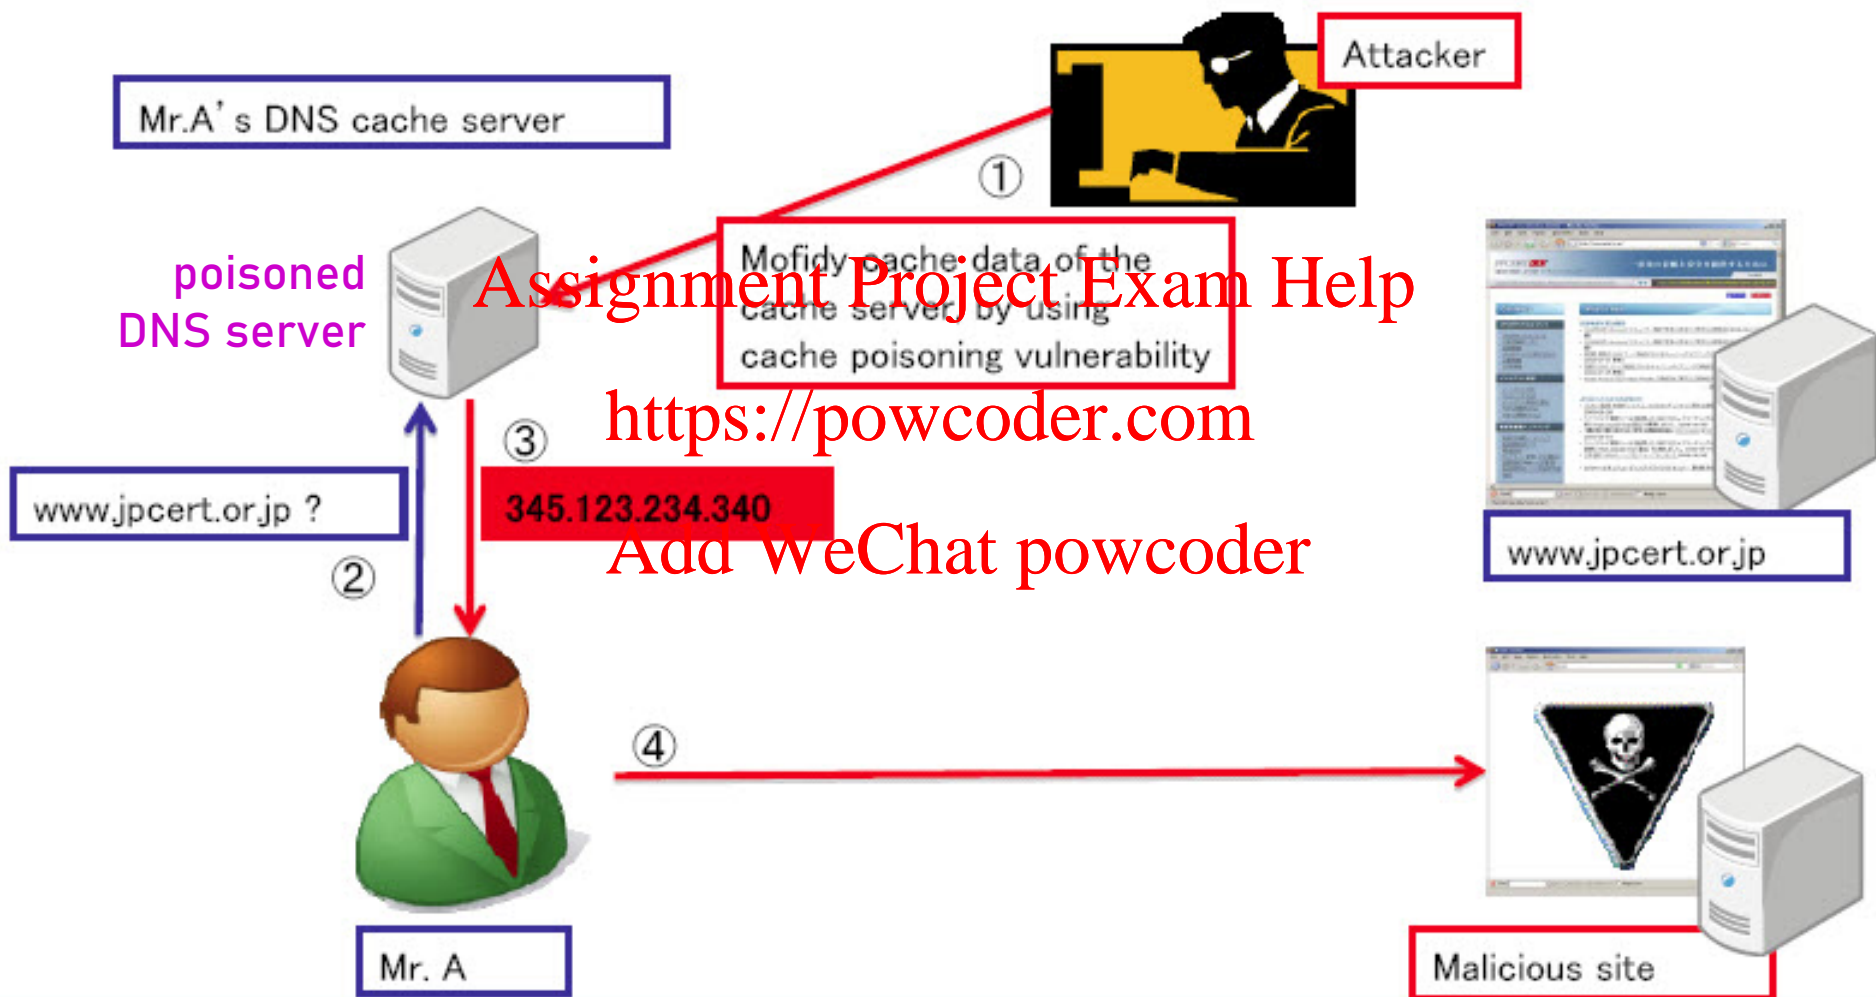 Attacker
Mr.A's DNS cache server
①
poisoned
DNS server
Mofidy cache data of the
cache server, by using
cache poisoning vulnerability
Assignment Project Exam Help
https://powcoder.com
Add WeChat powcoder
③
345.123.234.340
www.jpcert.or.jp ?
②
www.jpcert.or.jp
④
Mr. A
Malicious site